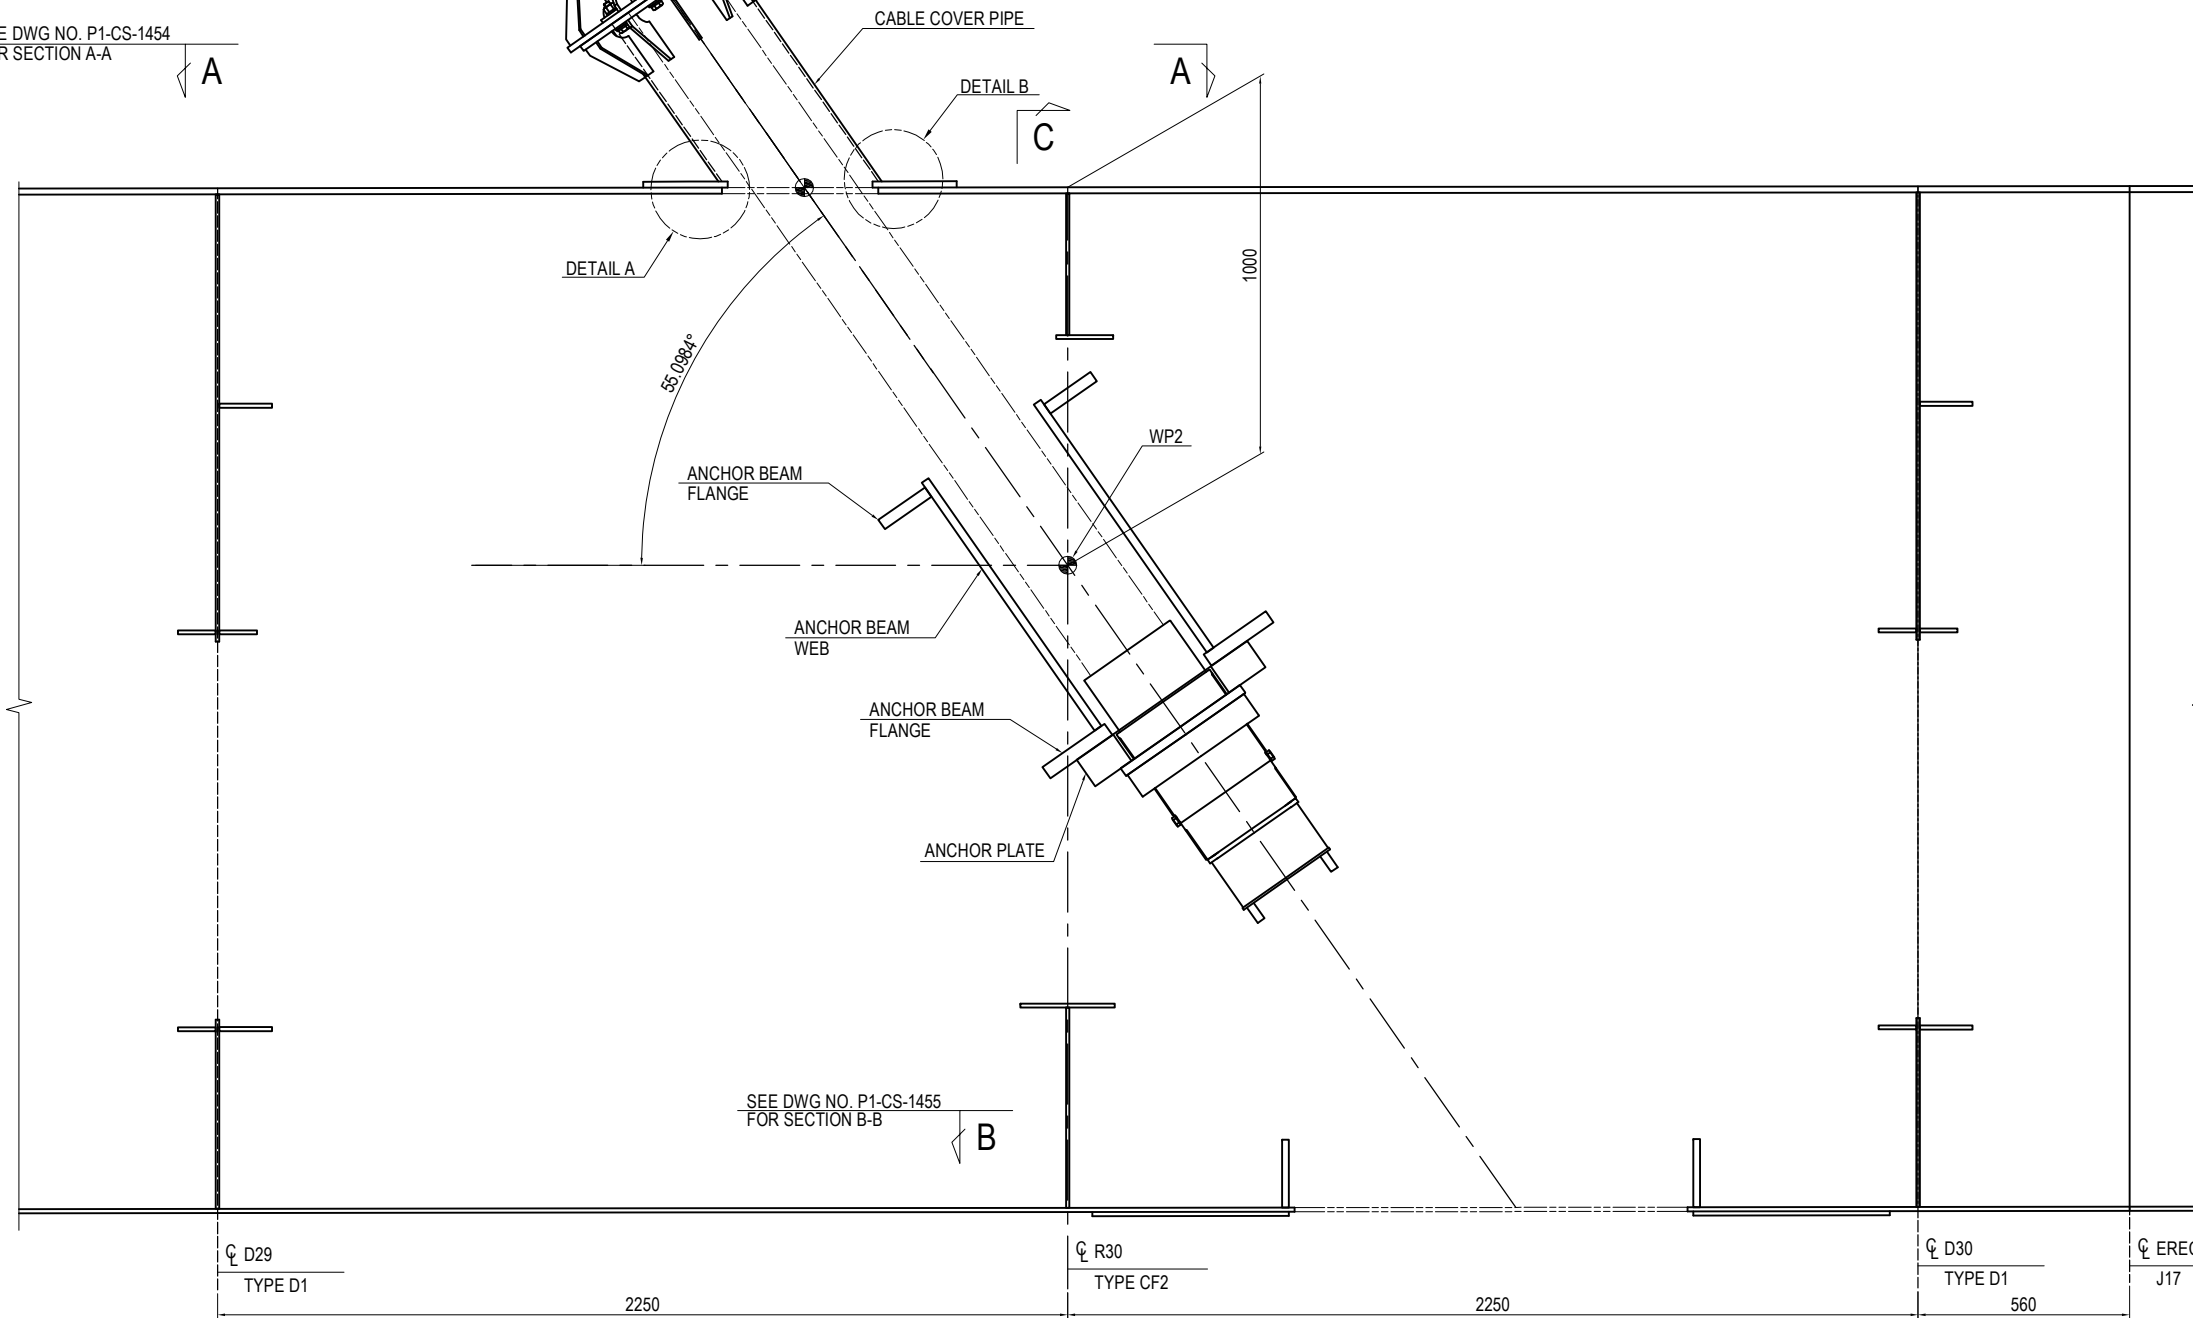 CABLE COVER PIPE
E DWG NO. P1-CS-1454
R SECTION A-A
A
A
DETAIL B
C
DETAIL A
1000
55.0984°
WP2
ANCHOR BEAM
FLANGE
ANCHOR BEAM
WEB
ANCHOR BEAM
FLANGE
ANCHOR PLATE
SEE DWG NO. P1-CS-1455
FOR SECTION B-B
B
℄ D29
TYPE D1
℄ R30
TYPE CF2
℄ D30
TYPE D1
℄ EREC
J17
2250
2250
560